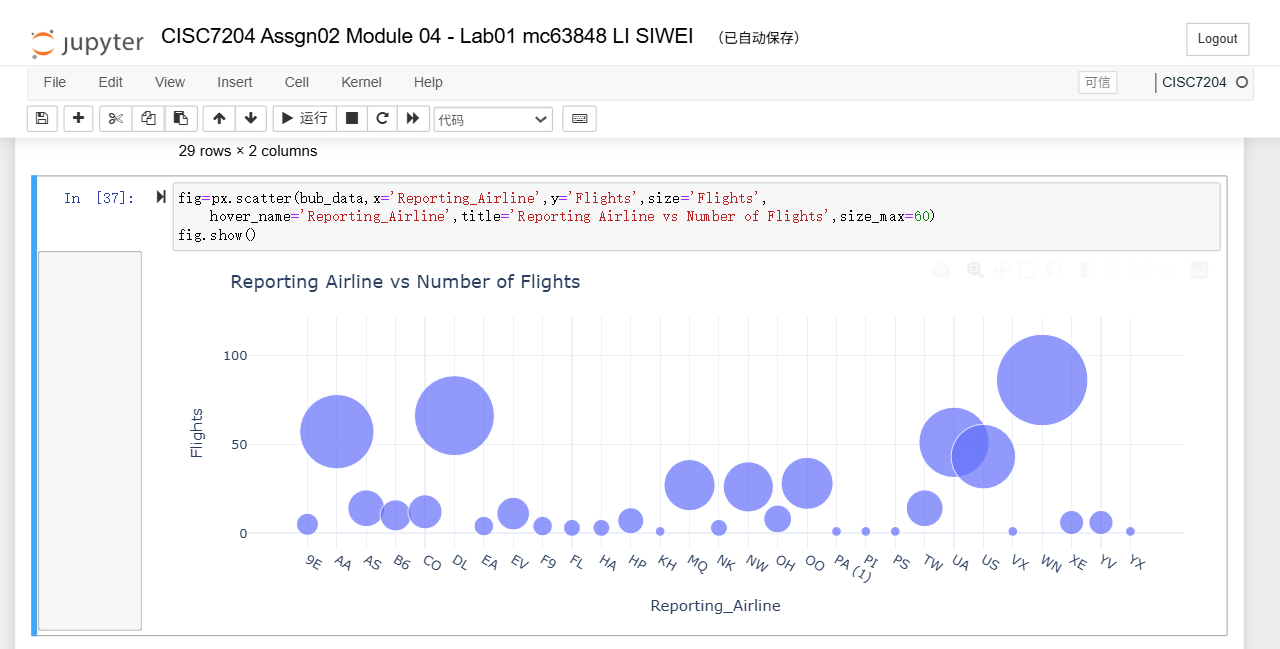 jupyter CISC7204 Assgn02 Module 04 - Lab01 mc63848 LI SIWEI （已自动保存） Logout
File Edit View Insert Cell Kernel Help 可信 CISC7204
运行 代码
29 rows × 2 columns
In [37]: fig=px.scatter(bub_data,x='Reporting_Airline',y='Flights',size='Flights',
hover_name='Reporting_Airline',title='Reporting Airline vs Number of Flights',size_max=60)
fig.show()
Reporting Airline vs Number of Flights
100
50
0
Flights
9E AA AS B6 CO DL EA EV F9 FL HA HP KH MQ NK NW OH OO PA (1) PI PS TW UA US VX WN XE YV YX
Reporting_Airline